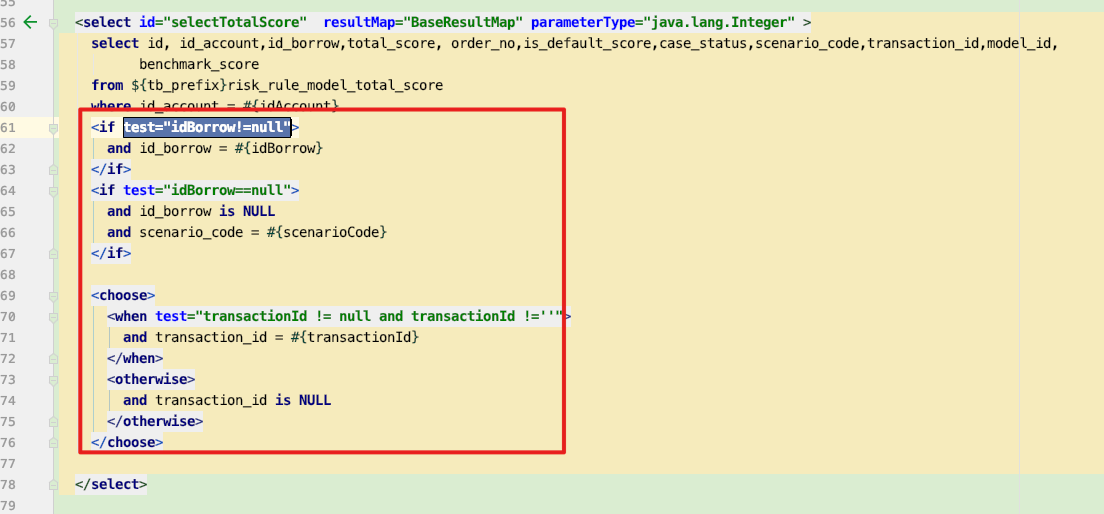 55
56 <select id="selectTotalScore"  resultMap="BaseResultMap" parameterType="java.lang.Integer" >
57 select id, id_account,id_borrow,total_score, order_no,is_default_score,case_status,scenario_code,transaction_id,model_id,
58 benchmark_score
59 from ${tb_prefix}risk_rule_model_total_score
60 where id_account = #{idAccount}
61 <if test="idBorrow!=null">
62 and id_borrow = #{idBorrow}
63 </if>
64 <if test="idBorrow==null">
65 and id_borrow is NULL
66 and scenario_code = #{scenarioCode}
67 </if>
68
69 <choose>
70 <when test="transactionId != null and transactionId !=''">
71 and transaction_id = #{transactionId}
72 </when>
73 <otherwise>
74 and transaction_id is NULL
75 </otherwise>
76 </choose>
77
78 </select>
79